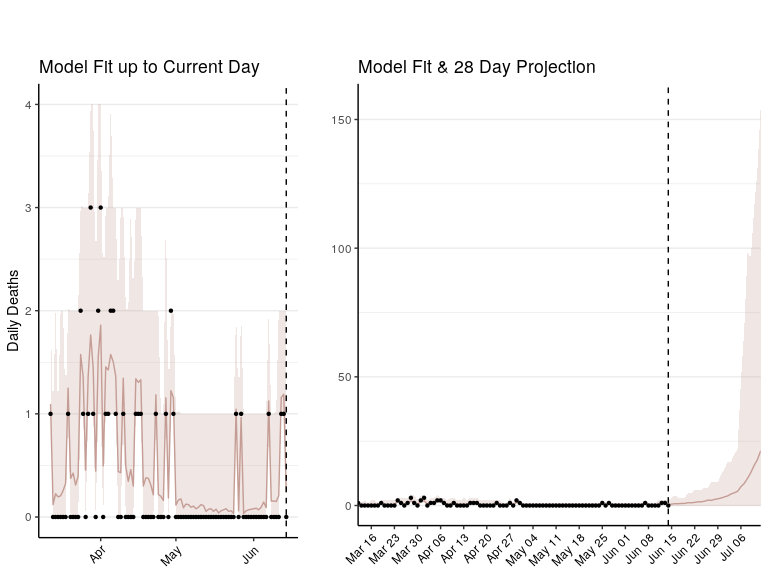 Model Fit up to Current Day
Model Fit & 28 Day Projection
Daily Deaths
4
3
2
1
0
Apr
May
Jun
150
100
50
0
Mar 16
Mar 23
Mar 30
Apr 06
Apr 13
Apr 20
Apr 27
May 04
May 11
May 18
May 25
Jun 01
Jun 08
Jun 15
Jun 22
Jun 29
Jul 06